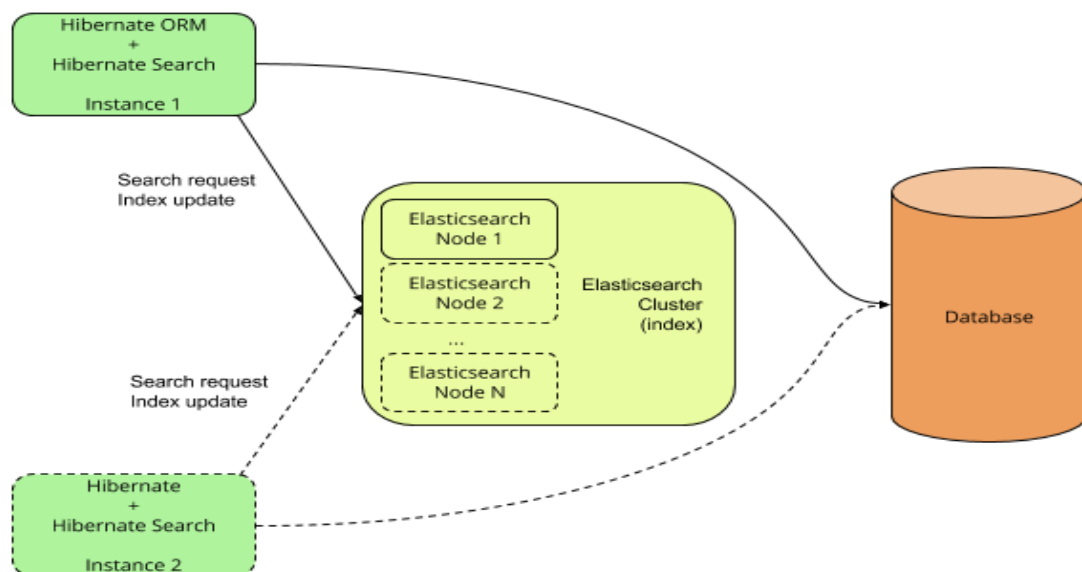 Hibernate ORM
+
Hibernate Search
Instance 1
Search request
Index update
Elasticsearch
Node 1
Elasticsearch
Node 2
...
Elasticsearch
Node N
Elasticsearch
Cluster
(index)
Database
Search request
Index update
Hibernate
+
Hibernate Search
Instance 2